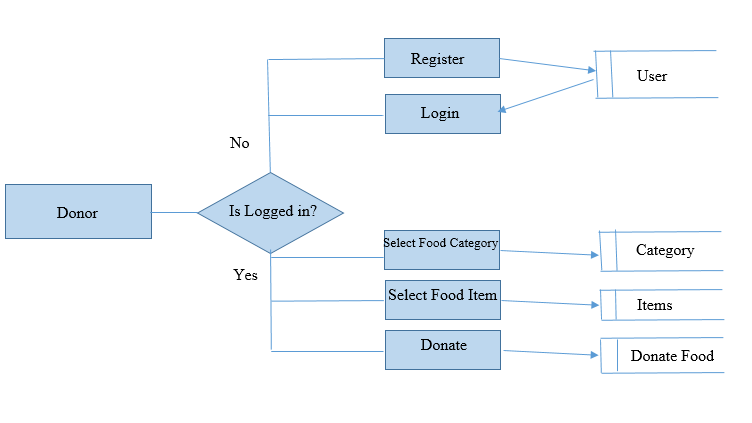 Register
User
Login
No
Donor
Is Logged in?
Select Food Category
Category
Yes
Select Food Item
Items
Donate
Donate Food